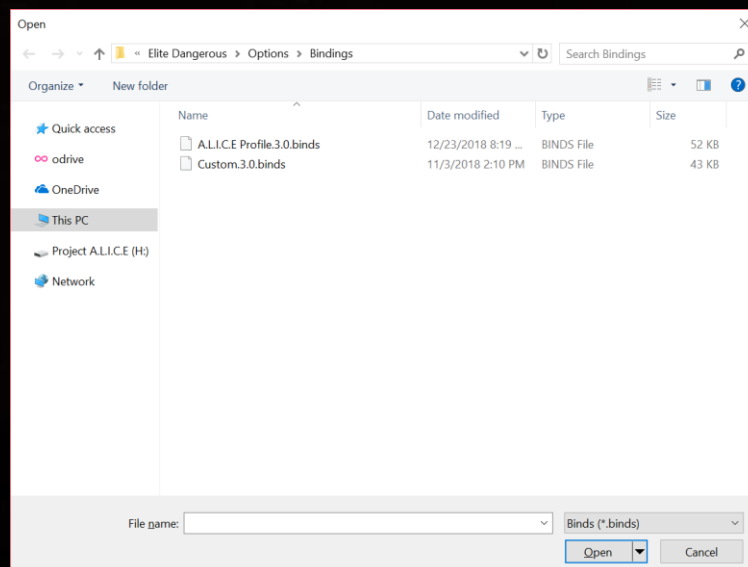 Open
« Elite Dangerous > Options > Bindings Search Bindings
Organize New folder ?
Name Date modified Type Size
Quick access
odrive
OneDrive
This PC
Project A.L.I.C.E (H:)
Network
A.L.I.C.E Profile.3.0.binds 12/23/2018 8:19 ... BINDS File 52 KB
Custom.3.0.binds 11/3/2018 2:10 PM BINDS File 43 KB
File name: Binds (*.binds)
Open Cancel